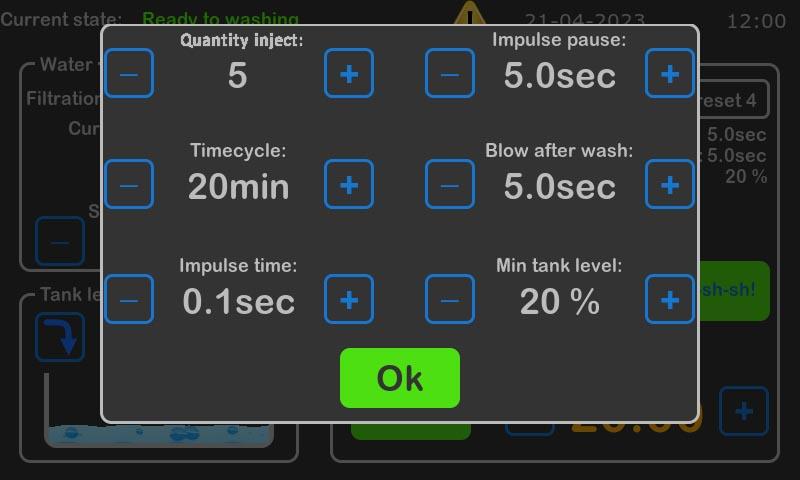 Current state: Ready to washing 21-04-2023 12:00
Quantity inject: Impulse pause:
− 5 + − 5.0sec +
Water
Filtration
reset 4
Cur
5.0sec
Timecycle: Blow after wash:
: 5.0sec
− 20min + − 5.0sec +
20 %
S
−
Impulse time: Min tank level:
− 0.1sec + − 20 % +
Tank le
sh-sh!
Ok
− +